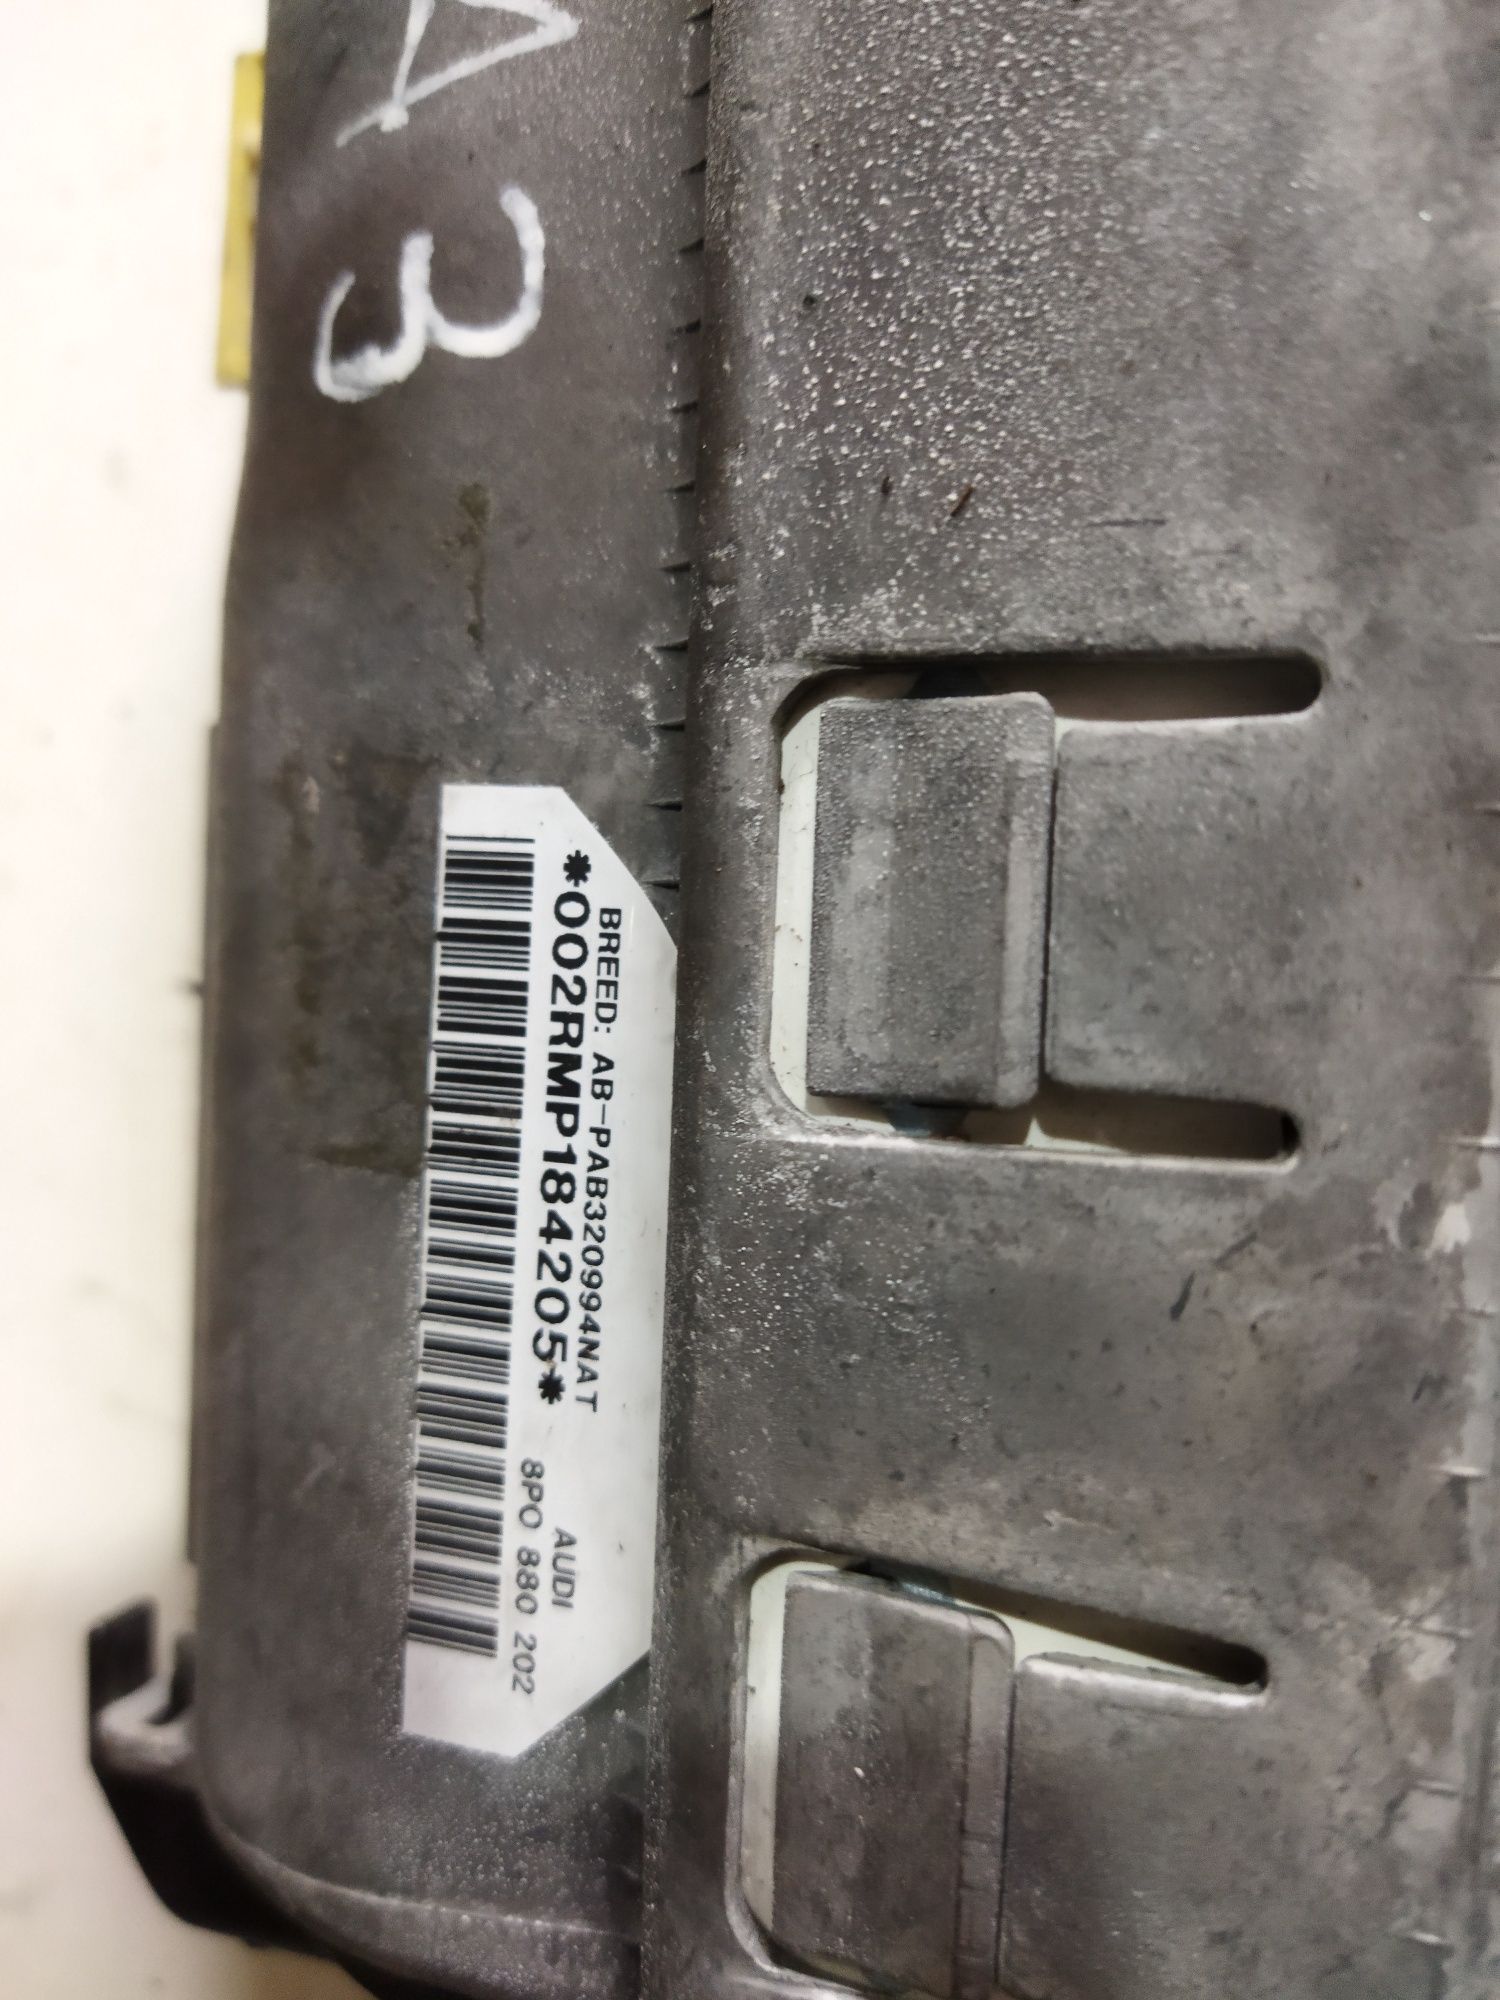 A3
BREED: AB-PAB320994NAT
*002RMP184205*
AUDI
8P0 880 202